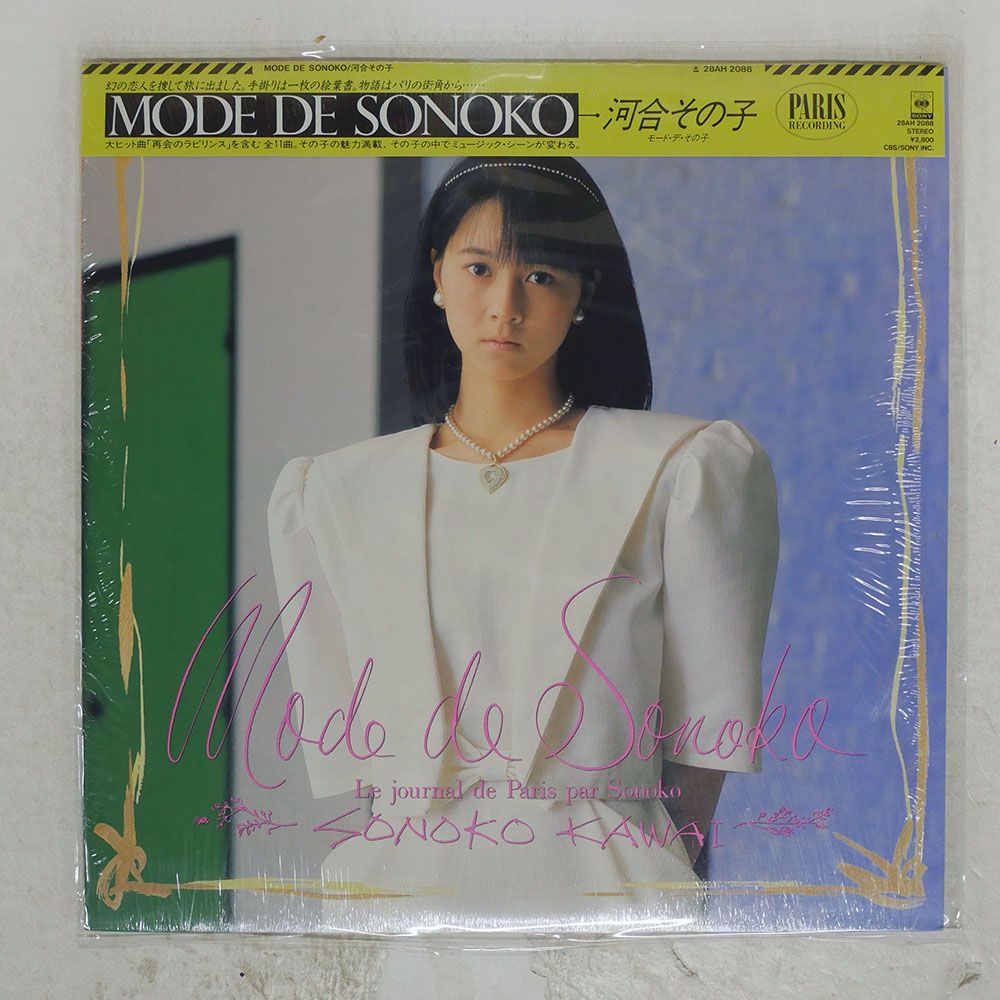 MODE DE SONOKO/河合その子
28AH 2088
幻の恋人を捜して旅に出ました。手掛りは一枚の絵葉書。物語はパリの街角から……
MODE DE SONOKO—河合その子
モード・デ・その子
大ヒット曲「再会のラビリンス」を含む 全11曲。その子の魅力満載、その子の中でミュージック・シーンが変わる。
PARIS
RECORDING
CBS
SONY
28AH 2088
STEREO
¥2,800
CBS/SONY INC.
Mode de Sonoko
Le journal de Paris par Sonoko
SONOKO KAWAI